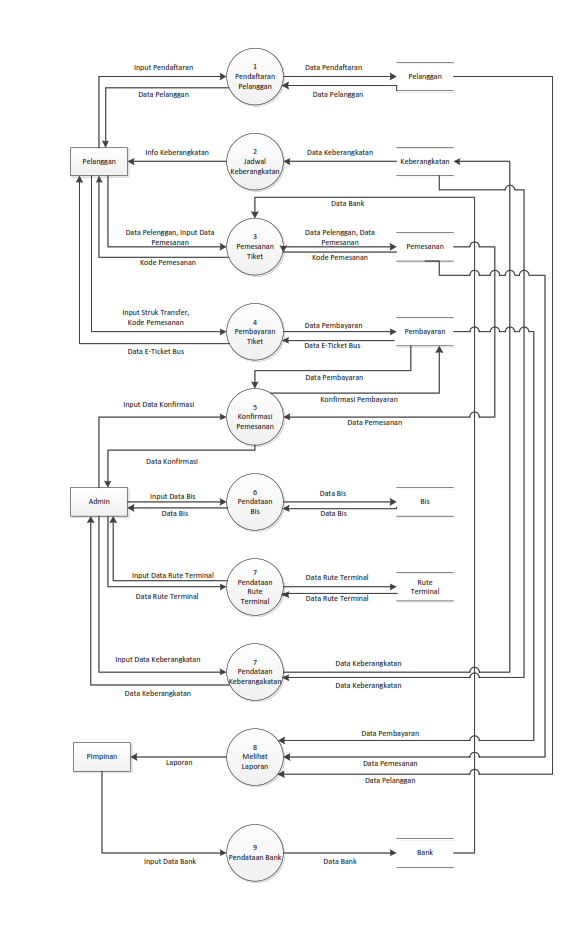 1
Pendaftaran
Pelanggan
Input Pendaftaran
Data Pelanggan
Data Pendaftaran
Data Pelanggan
Pelanggan
Pelanggan
Info Keberangkatan
2
Jadwal
Keberangkatan
Data Keberangkatan
Keberangkatan
Data Bank
Data Pelenggan, Input Data
Pemesanan
Kode Pemesanan
3
Pemesanan
Tiket
Data Pelenggan, Data
Pemesanan
Kode Pemesanan
Pemesanan
Input Struk Transfer,
Kode Pemesanan
Data E-Ticket Bus
4
Pembayaran
Tiket
Data Pembayaran
Data E-Ticket Bus
Pembayaran
Data Pembayaran
Konfirmasi Pembayaran
Input Data Konfirmasi
5
Konfirmasi
Pemesanan
Data Pemesanan
Data Konfirmasi
Admin
Input Data Bis
Data Bis
6
Pendataan
Bis
Data Bis
Data Bis
Bis
Input Data Rute Terminal
Data Rute Terminal
7
Pendataan
Rute
Terminal
Data Rute Terminal
Data Rute Terminal
Rute
Terminal
Input Data Keberangkatan
Data Keberangkatan
7
Pendataan
Keberangakatan
Data Keberangkatan
Data Keberangkatan
Pimpinan
Laporan
8
Melihat
Laporan
Data Pembayaran
Data Pemesanan
Data Pelanggan
Input Data Bank
9
Pendataan Bank
Data Bank
Bank